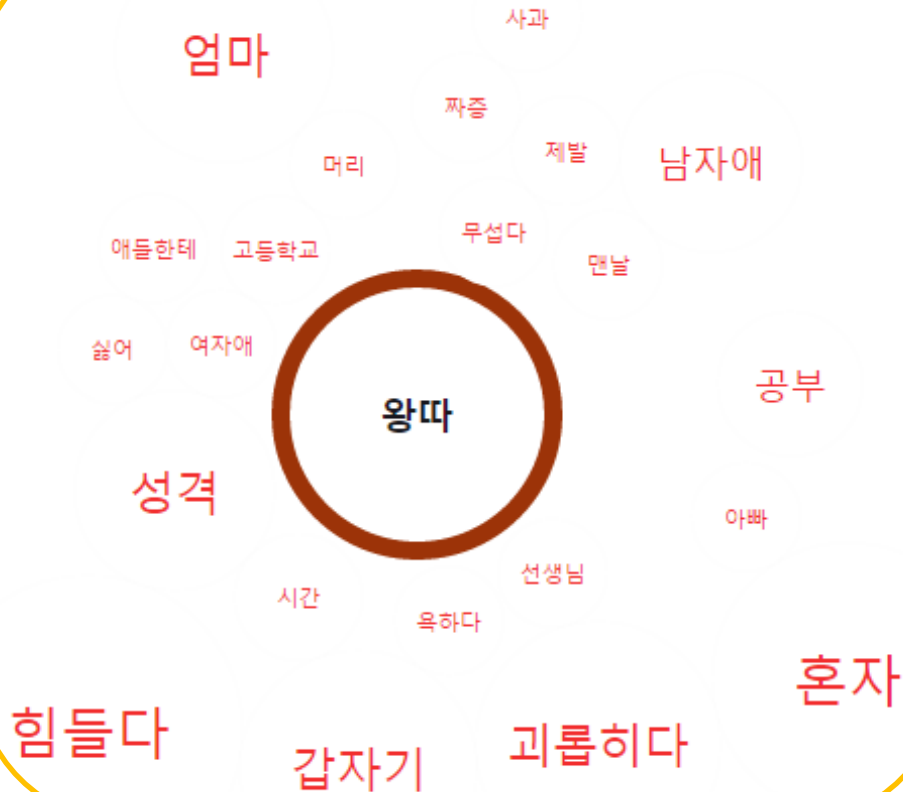 사과
엄마
짜증
제발
남자애
머리
무섭다
애들한테
고등학교
맨날
싫어
여자애
공부
왕따
성격
아빠
선생님
시간
욕하다
혼자
힘들다
괴롭히다
갑자기